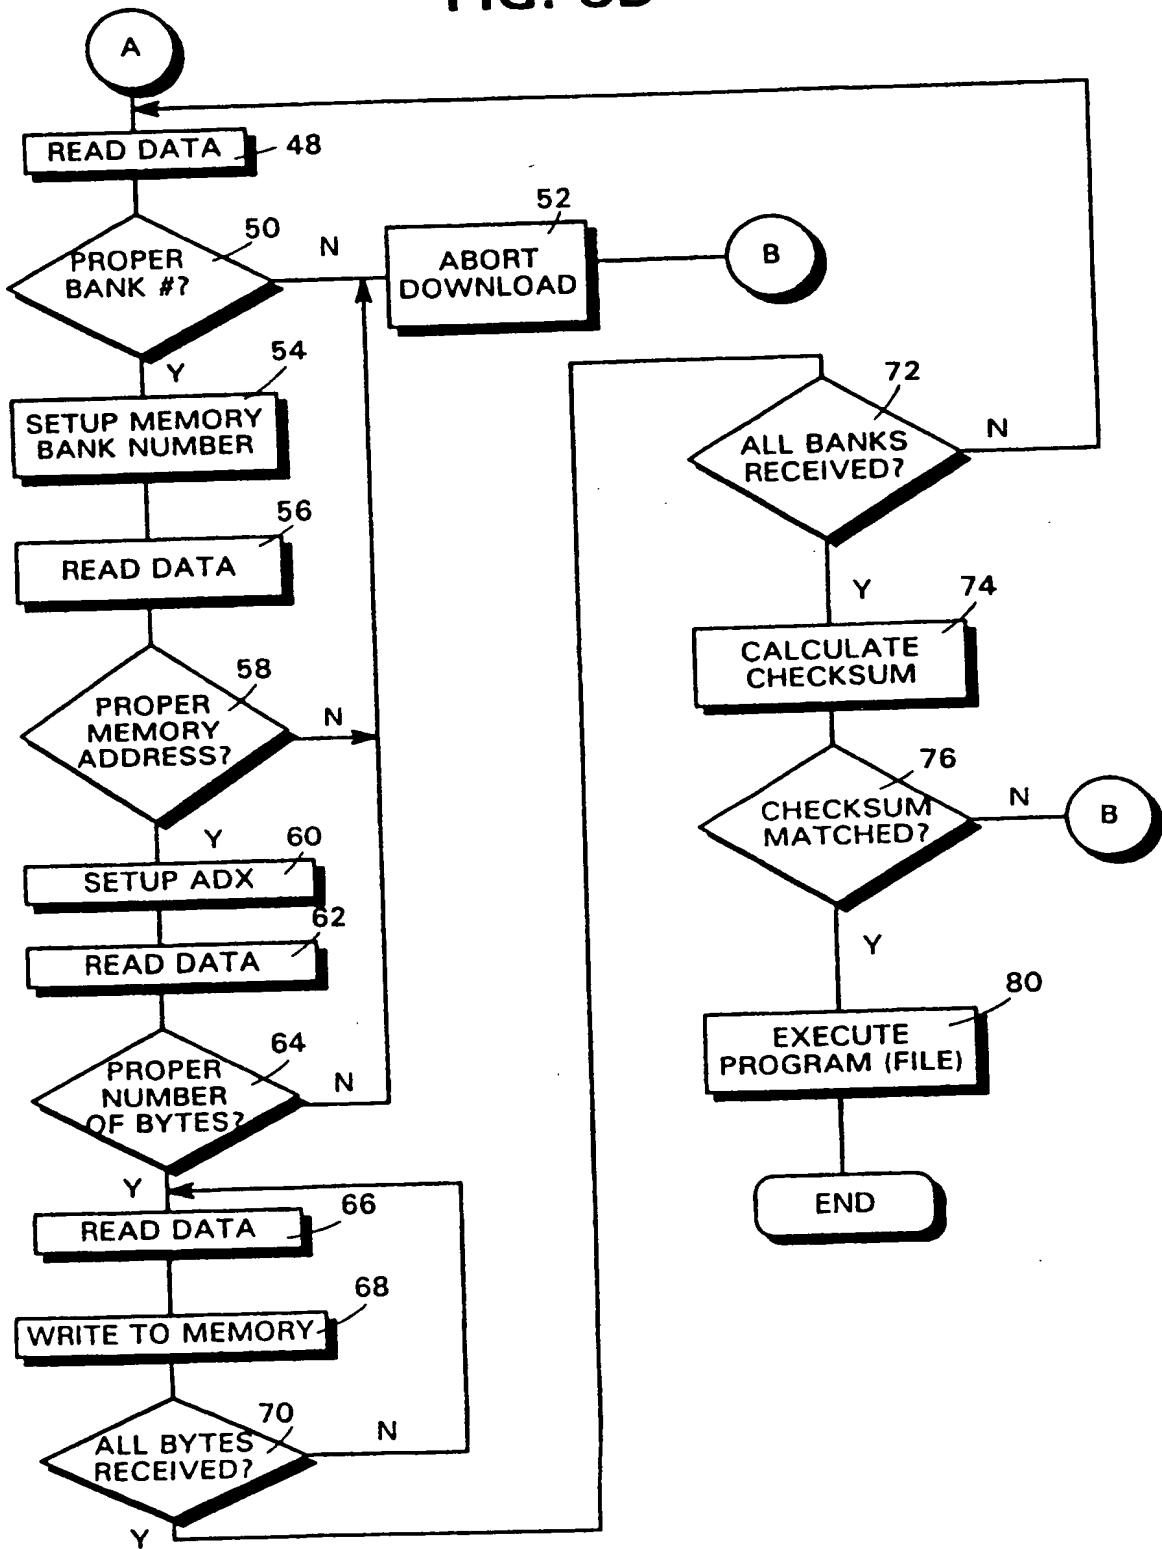 A
READ DATA
48
PROPER
BANK #?
50
N
52
ABORT
DOWNLOAD
B
Y
54
SETUP MEMORY
BANK NUMBER
56
READ DATA
58
PROPER
MEMORY
ADDRESS?
N
Y
60
SETUP ADX
62
READ DATA
64
PROPER
NUMBER
OF BYTES?
N
Y
READ DATA
66
68
WRITE TO MEMORY
70
ALL BYTES
RECEIVED?
N
Y
72
ALL BANKS
RECEIVED?
N
Y
74
CALCULATE
CHECKSUM
76
CHECKSUM
MATCHED?
N
B
Y
80
EXECUTE
PROGRAM (FILE)
END